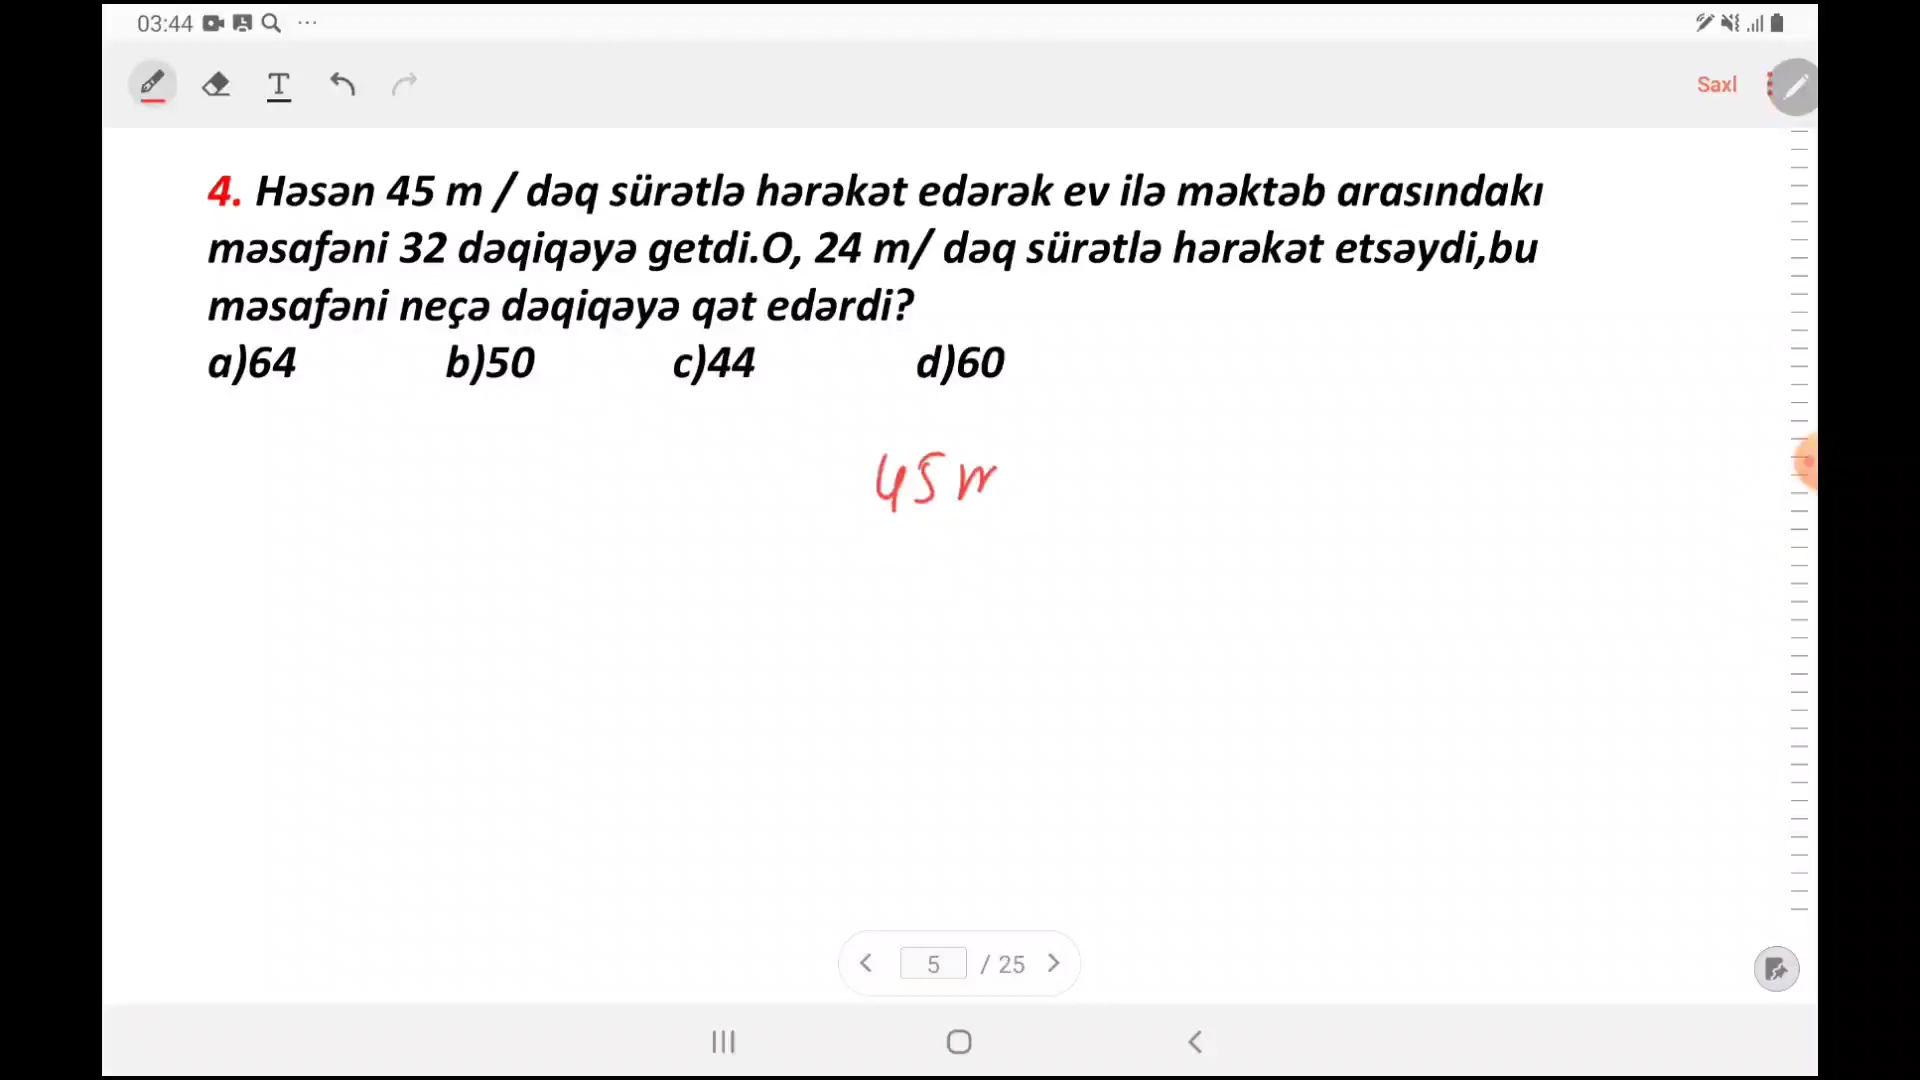 03:44
T
Saxl
4. Həsən 45 m / dəq sürətlə hərəkət edərək ev ilə məktəb arasındakı
məsafəni 32 dəqiqəyə getdi.O, 24 m/ dəq sürətlə hərəkət etsəydi,bu
məsafəni neçə dəqiqəyə qət edərdi?
a)64 b)50 c)44 d)60
45 m
5 / 25